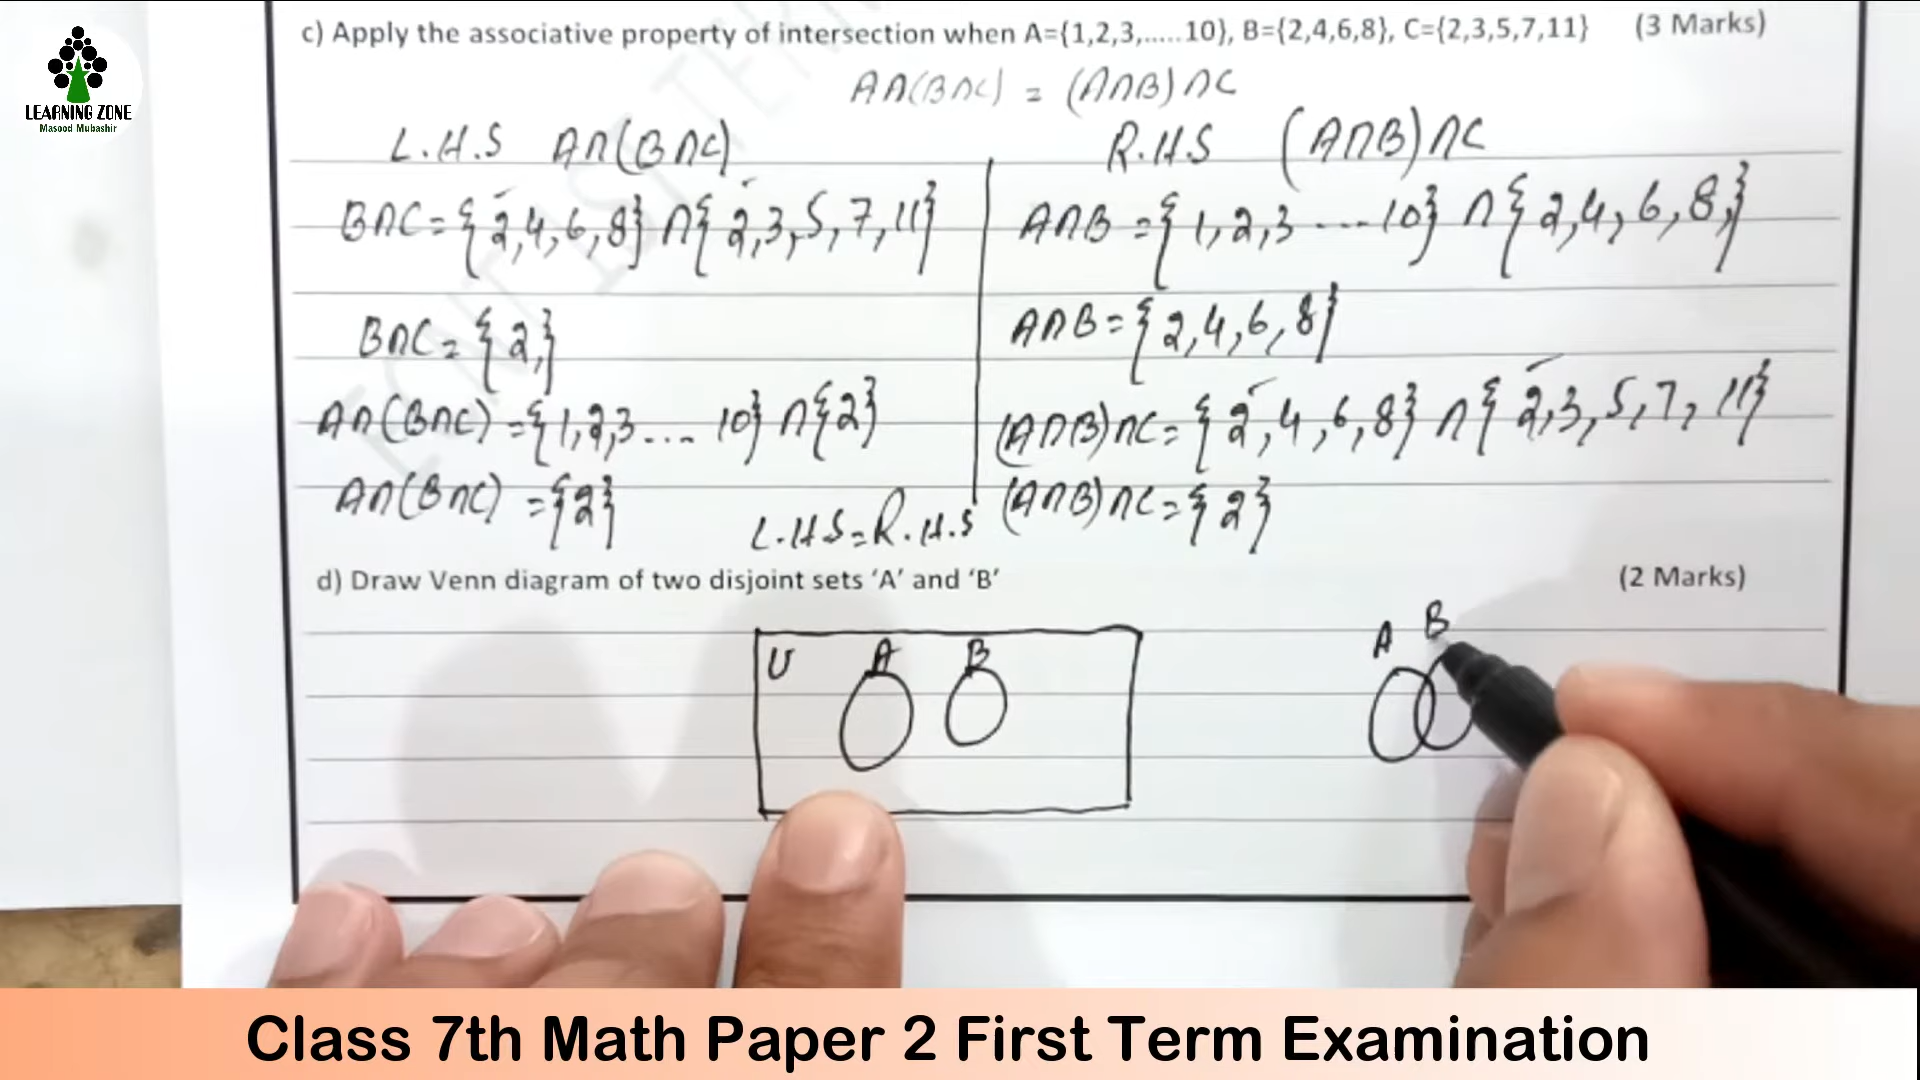 LEARNING ZONE
Masood Mubashir
c) Apply the associative property of intersection when A={1,2,3,.....10}, B={2,4,6,8}, C={2,3,5,7,11} (3 Marks)
A∩(B∩C) = (A∩B)∩C
L.H.S A∩(B∩C)
B∩C={2,4,6,8}∩{2,3,5,7,11}
B∩C={2,}
A∩(B∩C)={1,2,3.... 10}∩{2}
A∩(B∩C)={2}
R.H.S (A∩B)∩C
A∩B={1,2,3....10}∩{2,4,6,8,}
A∩B={2,4,6,8}
(A∩B)∩C={2,4,6,8}∩{2,3,5,7,11}
(A∩B)∩C={2}
L.H.S=R.H.S
d) Draw Venn diagram of two disjoint sets ‘A’ and ‘B’ (2 Marks)
U A B
A B
Class 7th Math Paper 2 First Term Examination